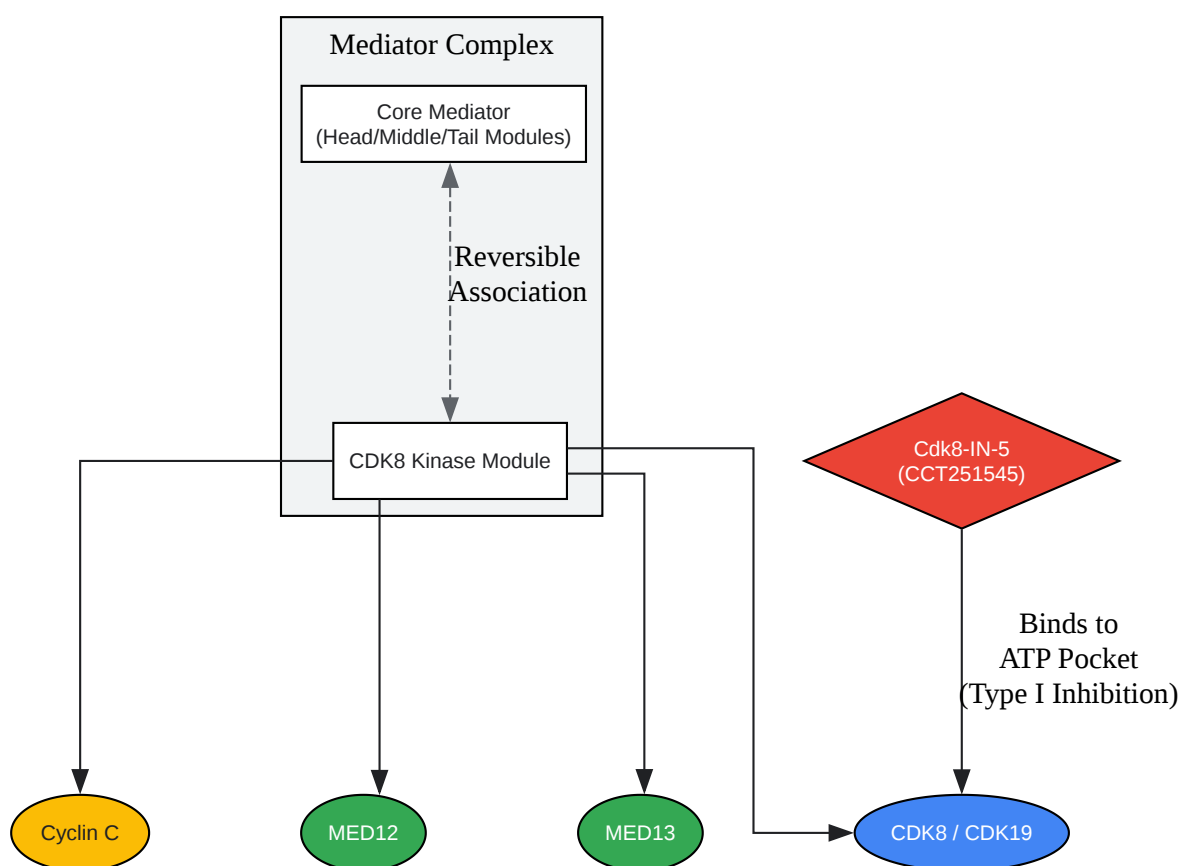 Mediator Complex
Core Mediator
(Head/Middle/Tail Modules)
Reversible
Association
CDK8 Kinase Module
Cdk8-IN-5
(CCT251545)
Binds to
ATP Pocket
(Type I Inhibition)
Cyclin C
MED12
MED13
CDK8 / CDK19